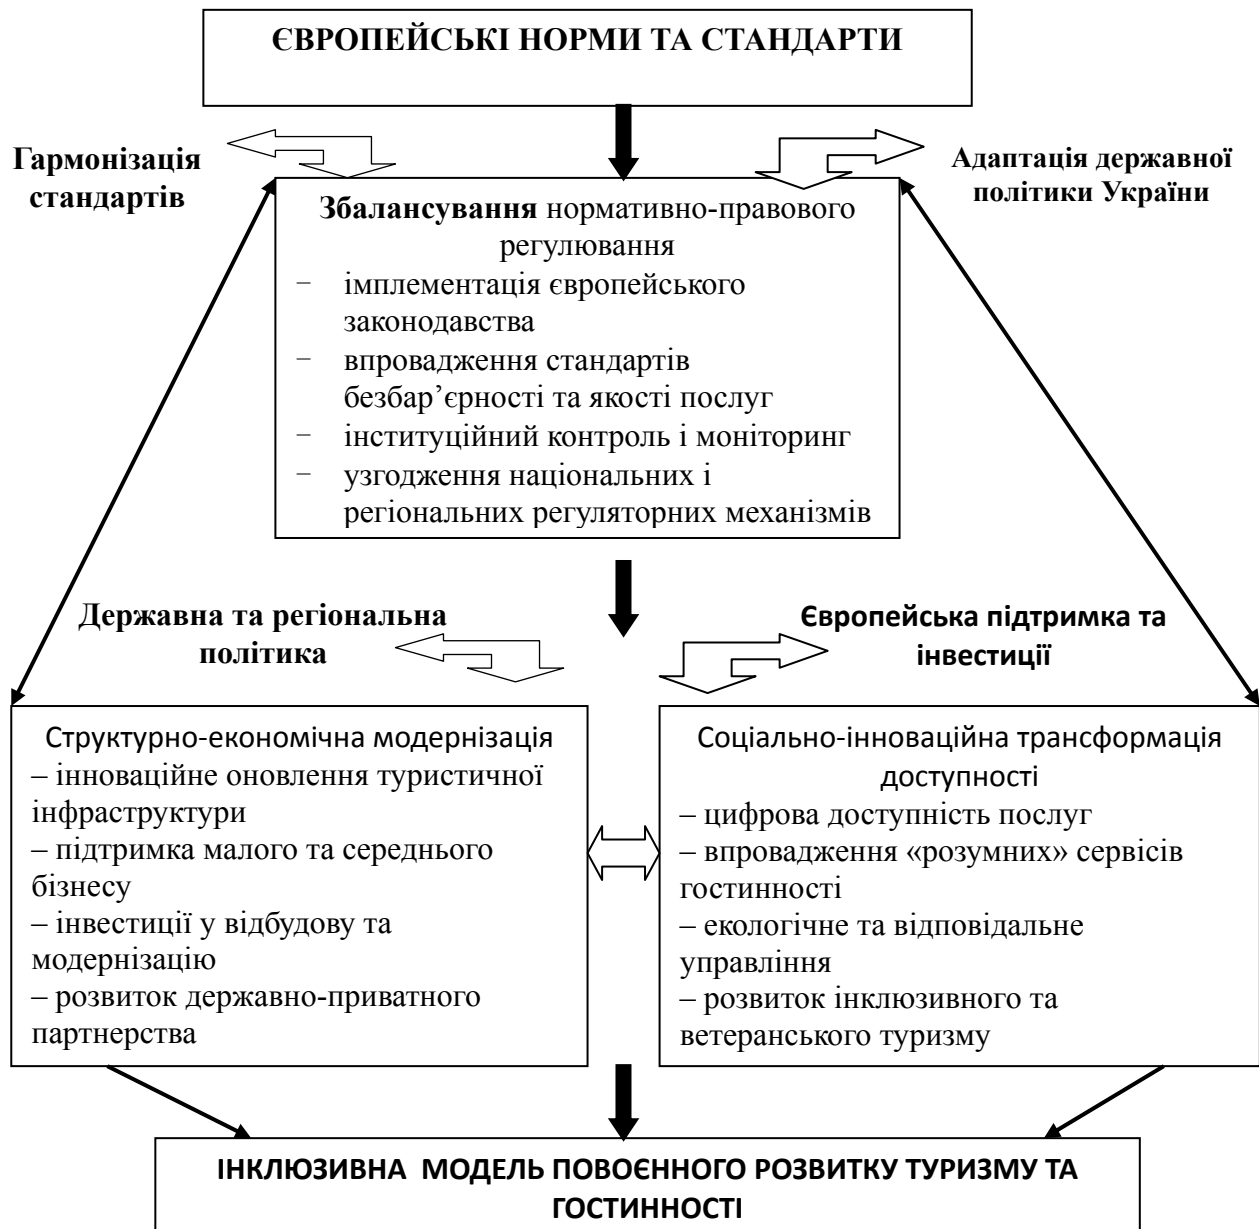 ЄВРОПЕЙСЬКІ НОРМИ ТА СТАНДАРТИ
Гармонізація
стандартів
Адаптація державної
політики України
Збалансування нормативно-правового
регулювання
− імплементація європейського
законодавства
− впровадження стандартів
безбар’єрності та якості послуг
− інституційний контроль і моніторинг
− узгодження національних і
регіональних регуляторних механізмів
Державна та регіональна
політика
Європейська підтримка та
інвестиції
Структурно-економічна модернізація
– інноваційне оновлення туристичної
інфраструктури
– підтримка малого та середнього
бізнесу
– інвестиції у відбудову та
модернізацію
– розвиток державно-приватного
партнерства
Соціально-інноваційна трансформація
доступності
– цифрова доступність послуг
– впровадження «розумних» сервісів
гостинності
– екологічне та відповідальне
управління
– розвиток інклюзивного та
ветеранського туризму
ІНКЛЮЗИВНА МОДЕЛЬ ПОВОЄННОГО РОЗВИТКУ ТУРИЗМУ ТА
ГОСТИННОСТІ